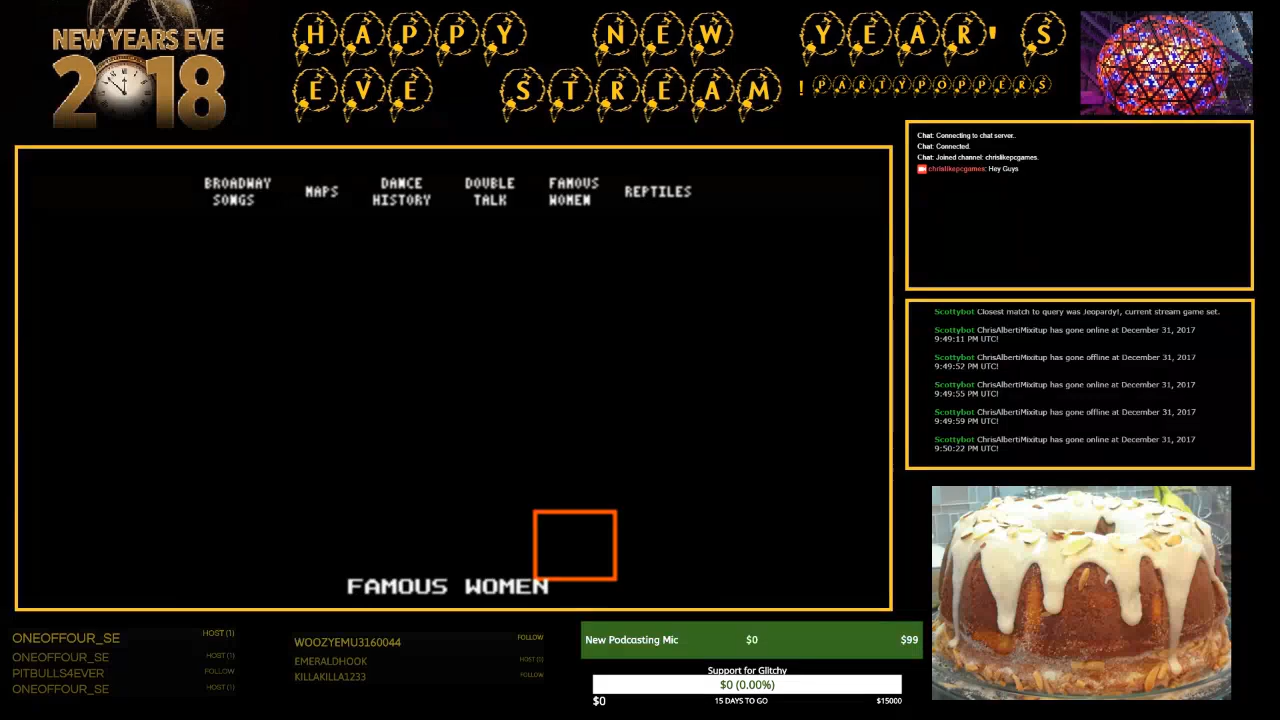 NEW YEARS EVE
2018
HAPPY NEW YEAR'S
EVE STREAM !PARTYPOPPERS
BROADWAY SONGS
MAPS
DANCE HISTORY
DOUBLE TALK
FAMOUS WOMEN
REPTILES
FAMOUS WOMEN
Chat: Connecting to chat server..
Chat: Connected.
Chat: Joined channel: chrislikepcgames.
chrislikepcgames: Hey Guys
Scottybot Closest match to query was Jeopardy!, current stream game set.
Scottybot ChrisAlbertiMixitup has gone online at December 31, 2017
9:49:11 PM UTC!
Scottybot ChrisAlbertiMixitup has gone offline at December 31, 2017
9:49:52 PM UTC!
Scottybot ChrisAlbertiMixitup has gone online at December 31, 2017
9:49:55 PM UTC!
Scottybot ChrisAlbertiMixitup has gone offline at December 31, 2017
9:49:59 PM UTC!
Scottybot ChrisAlbertiMixitup has gone online at December 31, 2017
9:50:22 PM UTC!
ONEOFFOUR_SE HOST (1)
ONEOFFOUR_SE HOST (1)
PITBULLS4EVER FOLLOW
ONEOFFOUR_SE HOST (1)
WOOZYEMU3160044 FOLLOW
EMERALDHOOK HOST (0)
KILLAKILLA1233 FOLLOW
New Podcasting Mic $0 $99
Support for Glitchy
$0 (0.00%)
$0 15 DAYS TO GO $15000